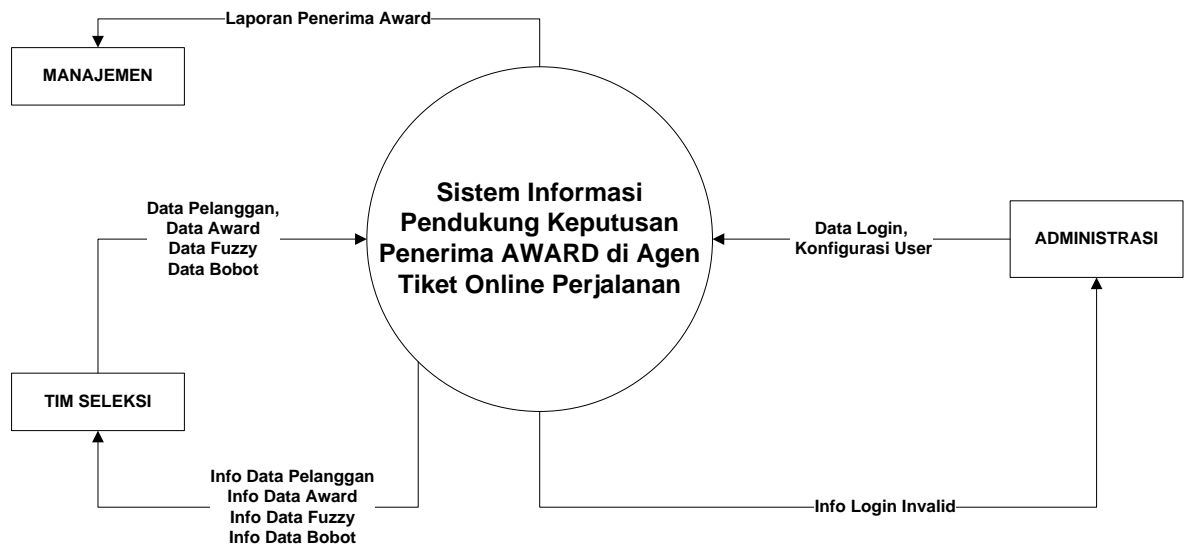 Laporan Penerima Award
MANAJEMEN
Sistem Informasi
Pendukung Keputusan
Penerima AWARD di Agen
Tiket Online Perjalanan
Data Pelanggan,
Data Award
Data Fuzzy
Data Bobot
Data Login,
Konfigurasi User
ADMINISTRASI
TIM SELEKSI
Info Data Pelanggan
Info Data Award
Info Data Fuzzy
Info Data Bobot
Info Login Invalid